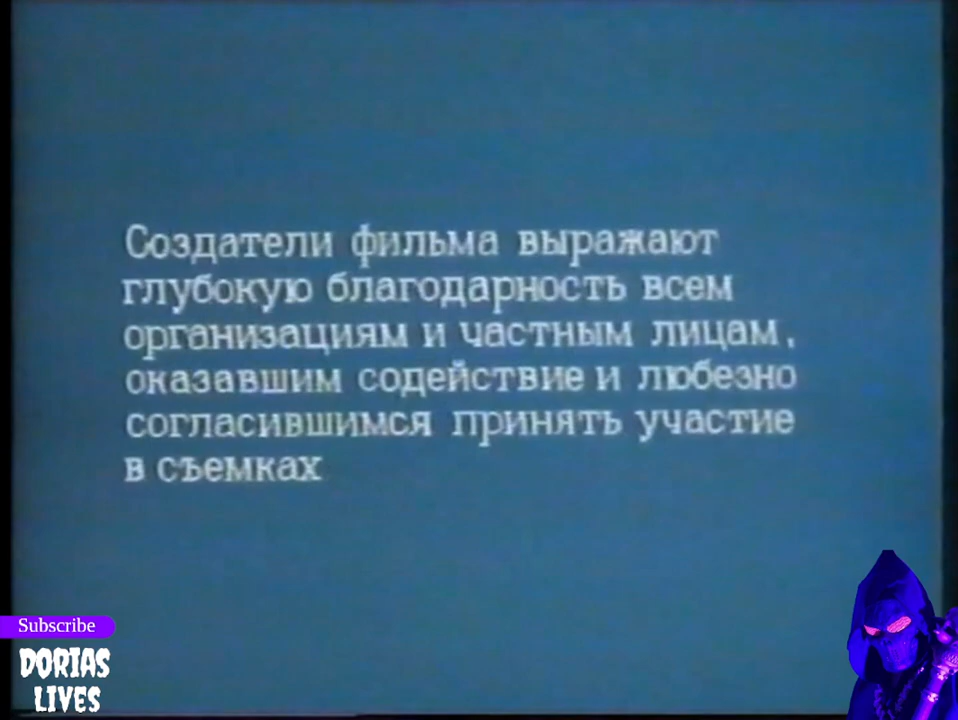 Создатели фильма выражают
глубокую благодарность всем
организациям и частным лицам,
оказавшим содействие и любезно
согласившимся принять участие
в съемках
Subscribe
DORIAS
LIVES